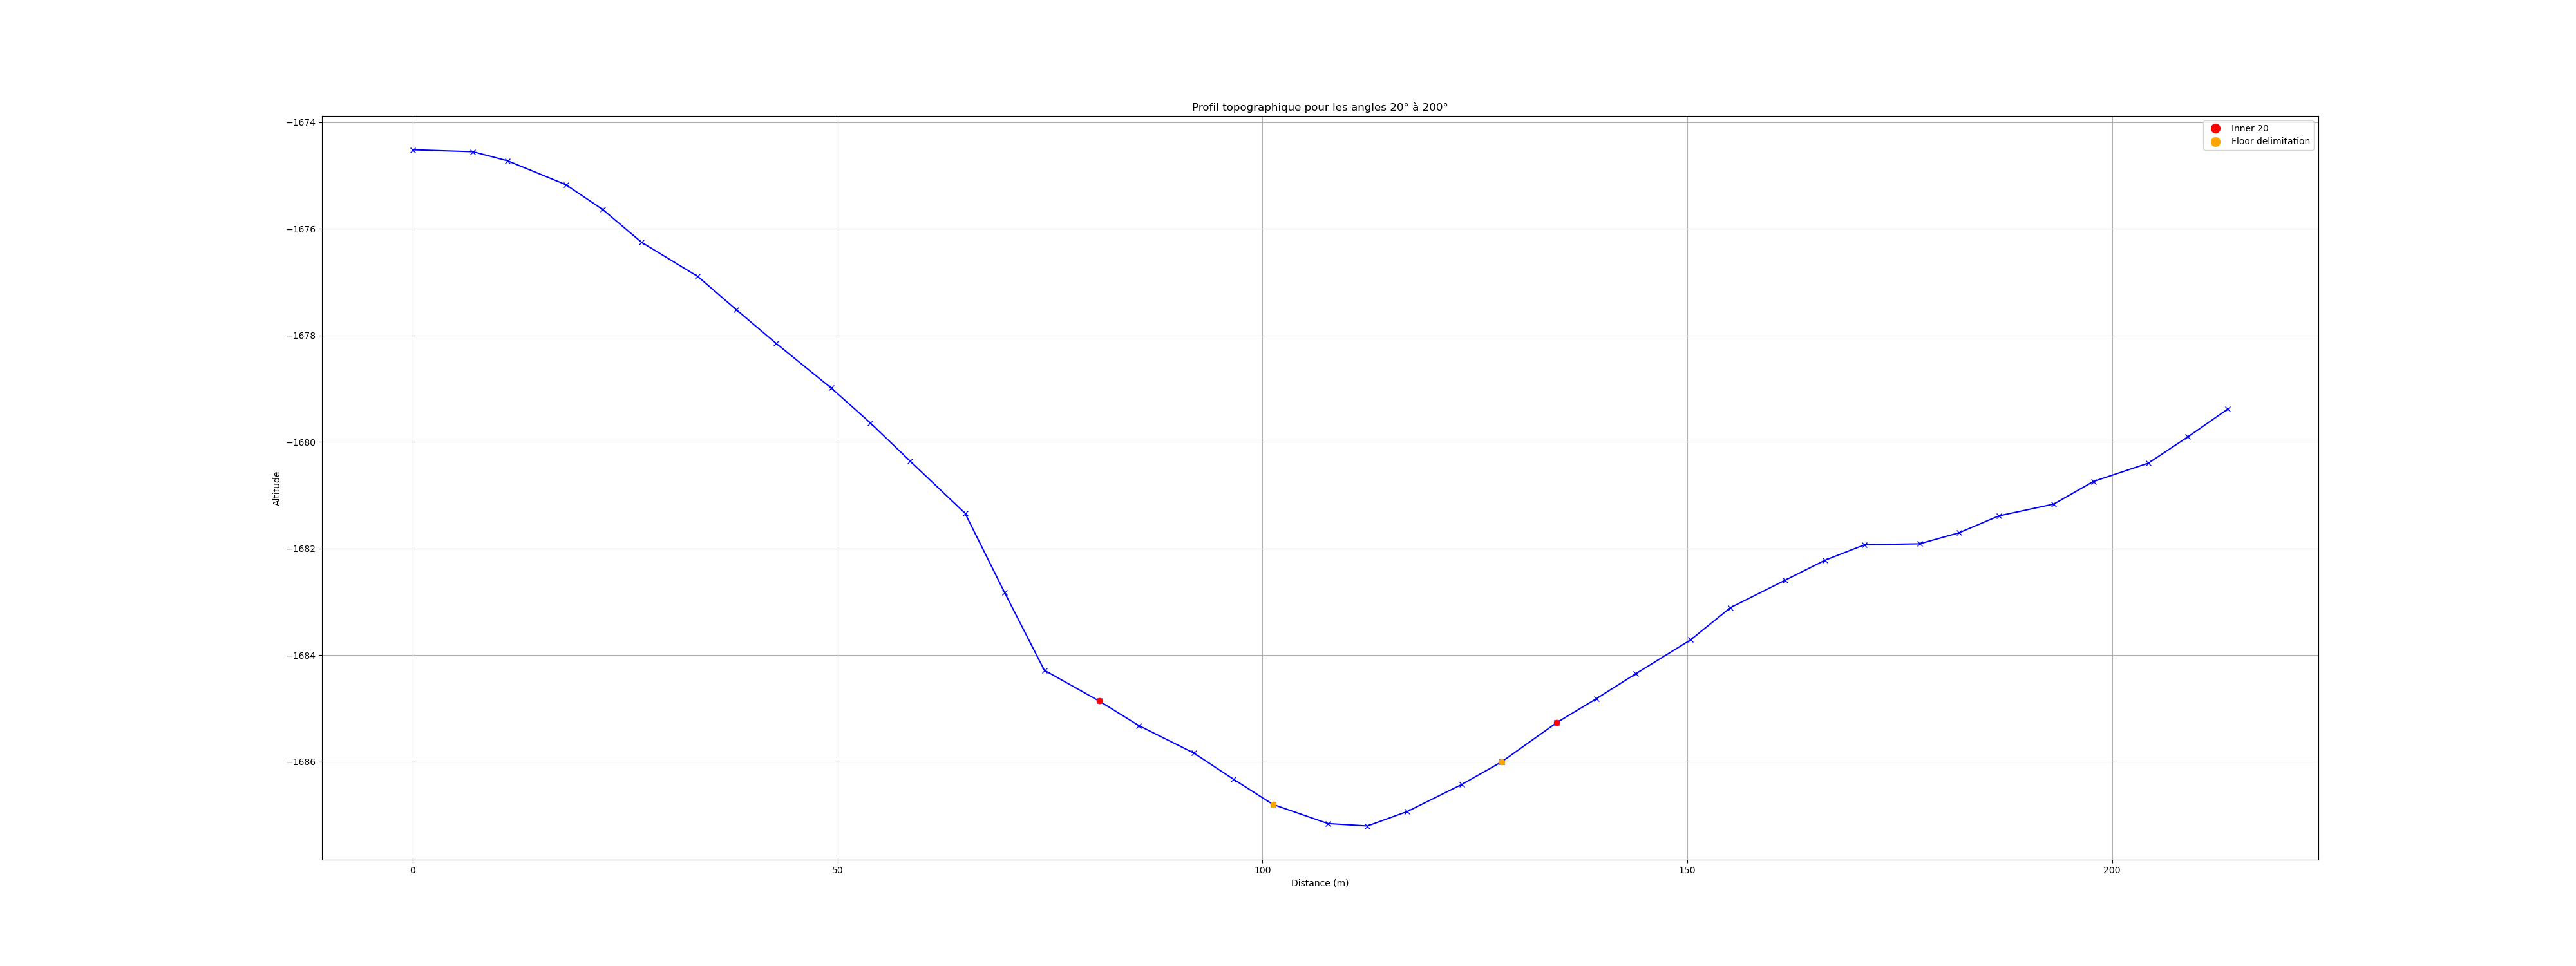 Profil topographique pour les angles 20° à 200°
Inner 20
Floor delimitation
−1674
−1676
−1678
−1680
−1682
−1684
−1686
Altitude
0
50
100
150
200
Distance (m)